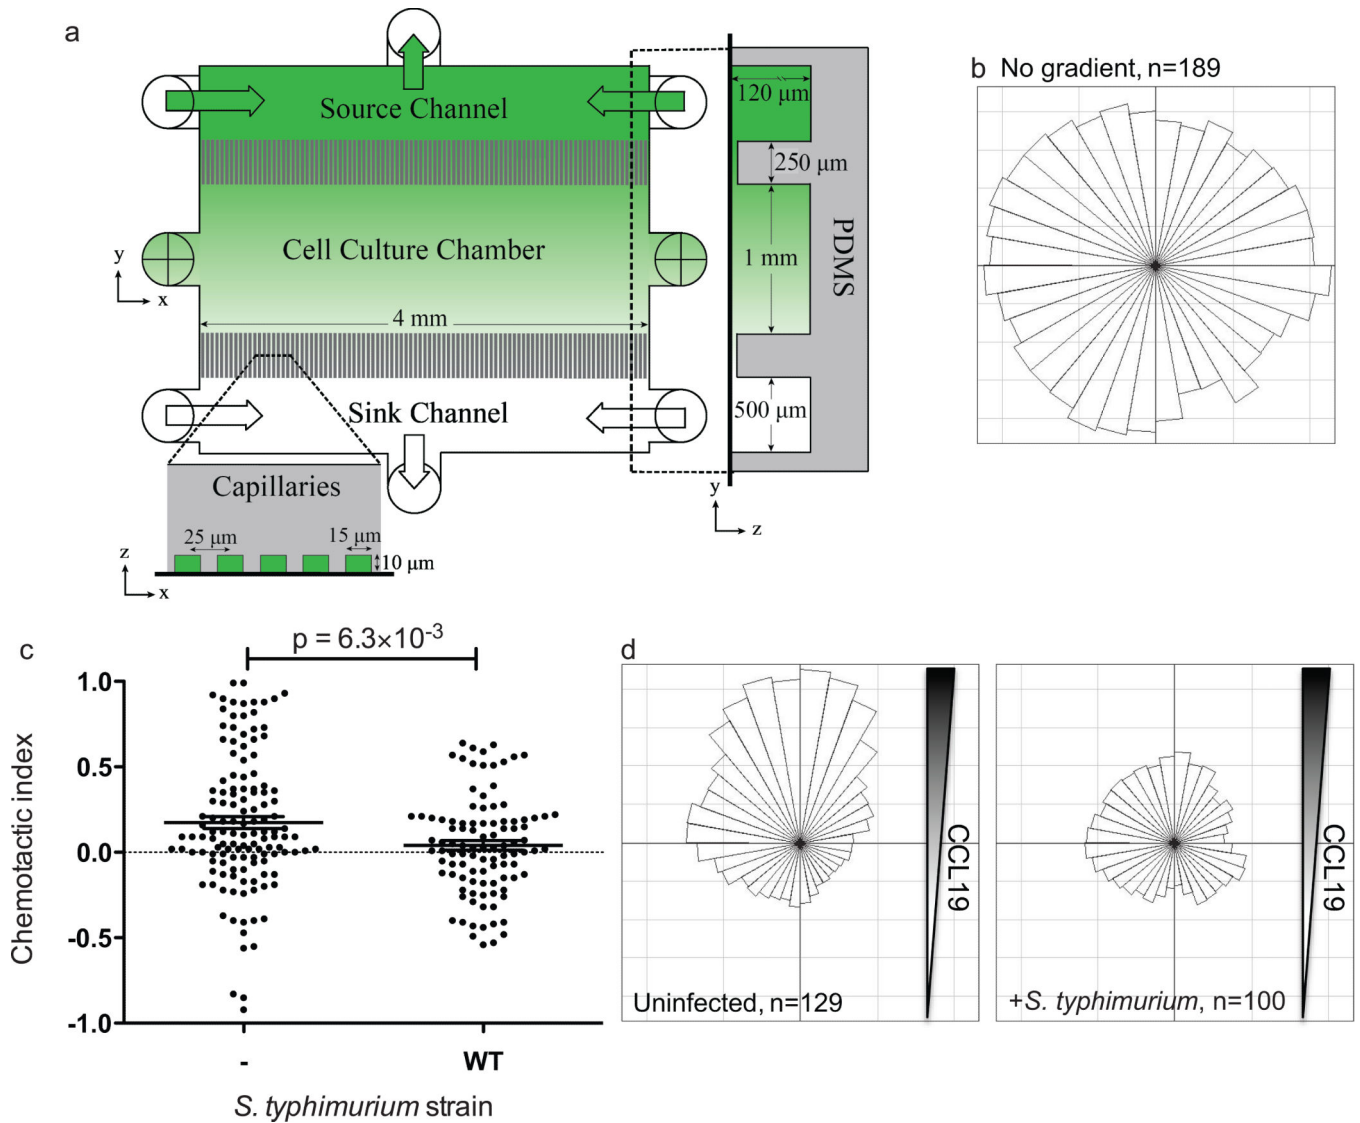 a
Source Channel
Cell Culture Chamber
y
x
4 mm
Sink Channel
Capillaries
25 µm
15 µm
10 µm
z
x
120 µm
250 µm
1 mm
500 µm
PDMS
y
z
b No gradient, n=189
c
p = 6.3×10⁻³
1.0
0.5
0.0
-0.5
-1.0
Chemotactic index
-
WT
S. typhimurium strain
d
CCL19
Uninfected, n=129
CCL19
+S. typhimurium, n=100